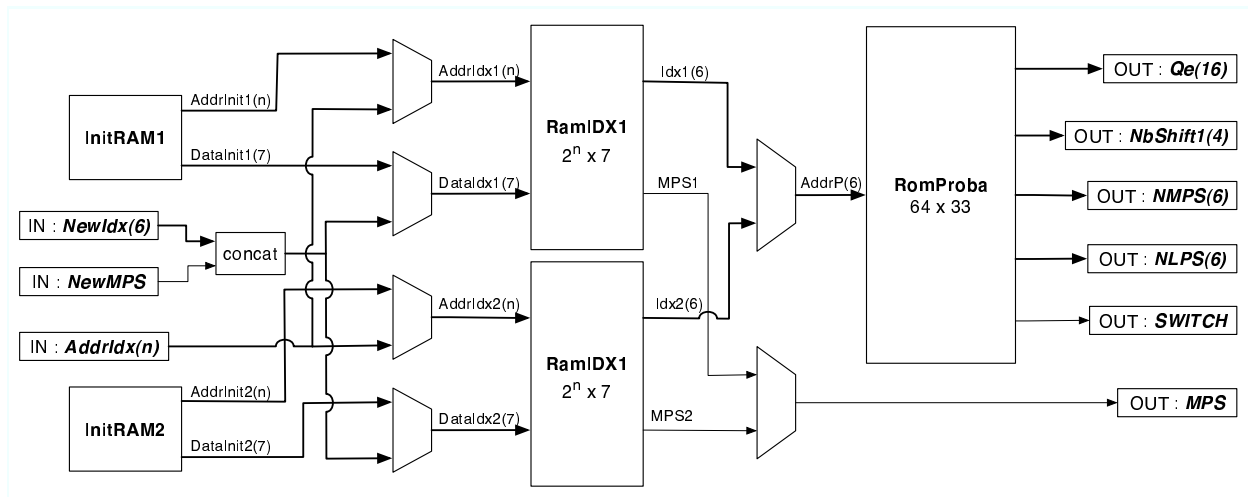 InitRAM1
AddrInit1(n)
DataInit1(7)
IN : NewIdx(6)
IN : NewMPS
concat
IN : AddrIdx(n)
InitRAM2
AddrInit2(n)
DataInit2(7)
AddrIdx1(n)
DataIdx1(7)
AddrIdx2(n)
DataIdx2(7)
RamIDX1
2^n x 7
RamIDX1
2^n x 7
Idx1(6)
MPS1
Idx2(6)
MPS2
AddrP(6)
RomProba
64 x 33
OUT : Qe(16)
OUT : NbShift1(4)
OUT : NMPS(6)
OUT : NLPS(6)
OUT : SWITCH
OUT : MPS